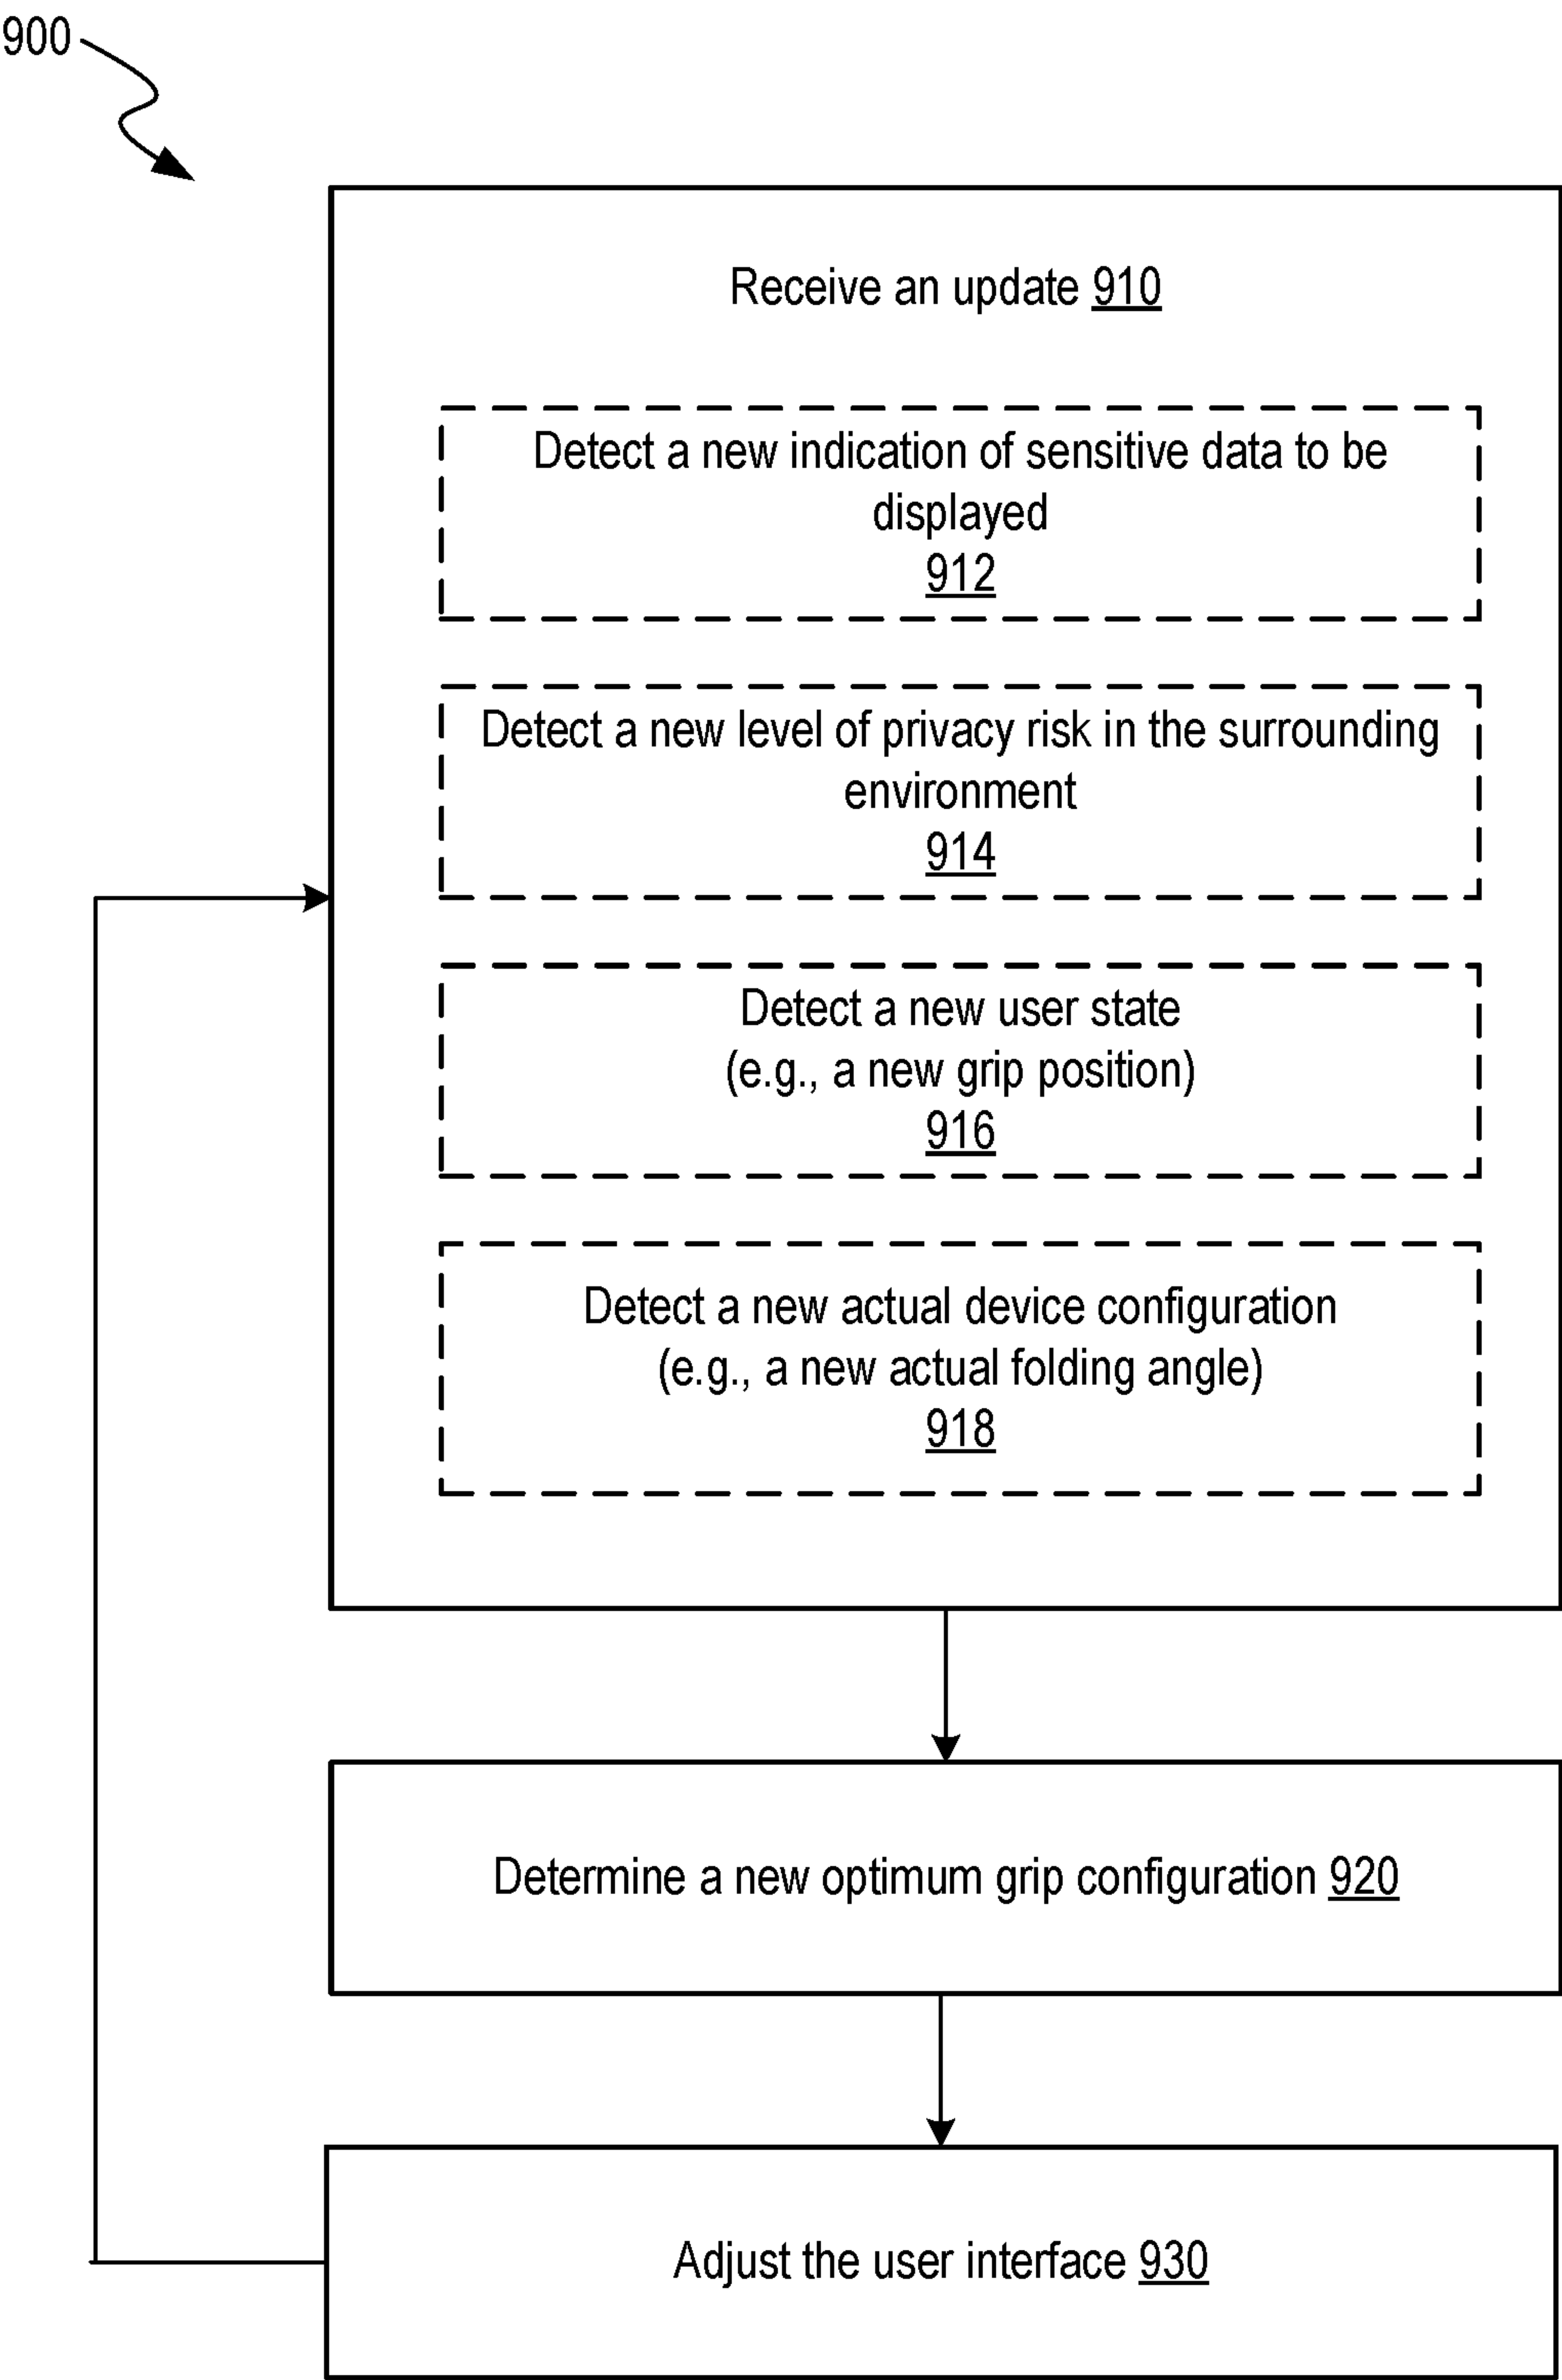 900
Receive an update 910
Detect a new indication of sensitive data to be
displayed
912
Detect a new level of privacy risk in the surrounding
environment
914
Detect a new user state
(e.g., a new grip position)
916
Detect a new actual device configuration
(e.g., a new actual folding angle)
918
Determine a new optimum grip configuration 920
Adjust the user interface 930